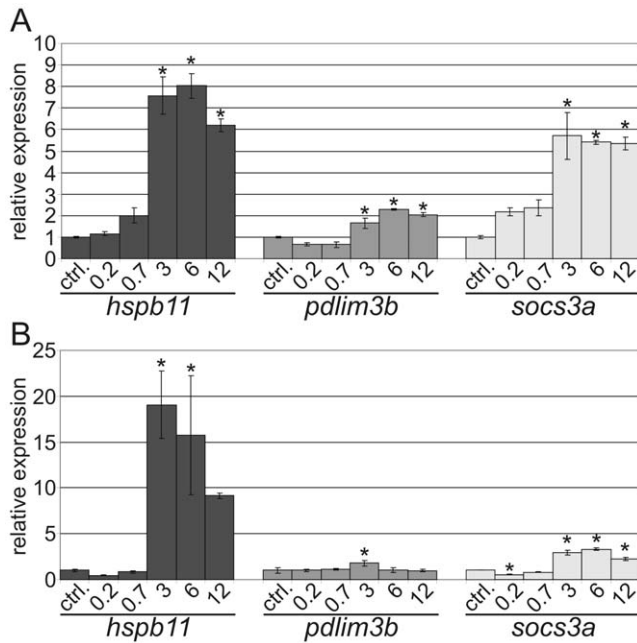 A
relative expression
10
9
8
7
6
5
4
3
2
1
0
* * * * * * * * *
ctrl. 0.2 0.7 3 6 12 ctrl. 0.2 0.7 3 6 12 ctrl. 0.2 0.7 3 6 12
hspb11 pdlim3b socs3a
B
relative expression
25
20
15
10
5
0
* * * * * * *
ctrl. 0.2 0.7 3 6 12 ctrl. 0.2 0.7 3 6 12 ctrl. 0.2 0.7 3 6 12
hspb11 pdlim3b socs3a